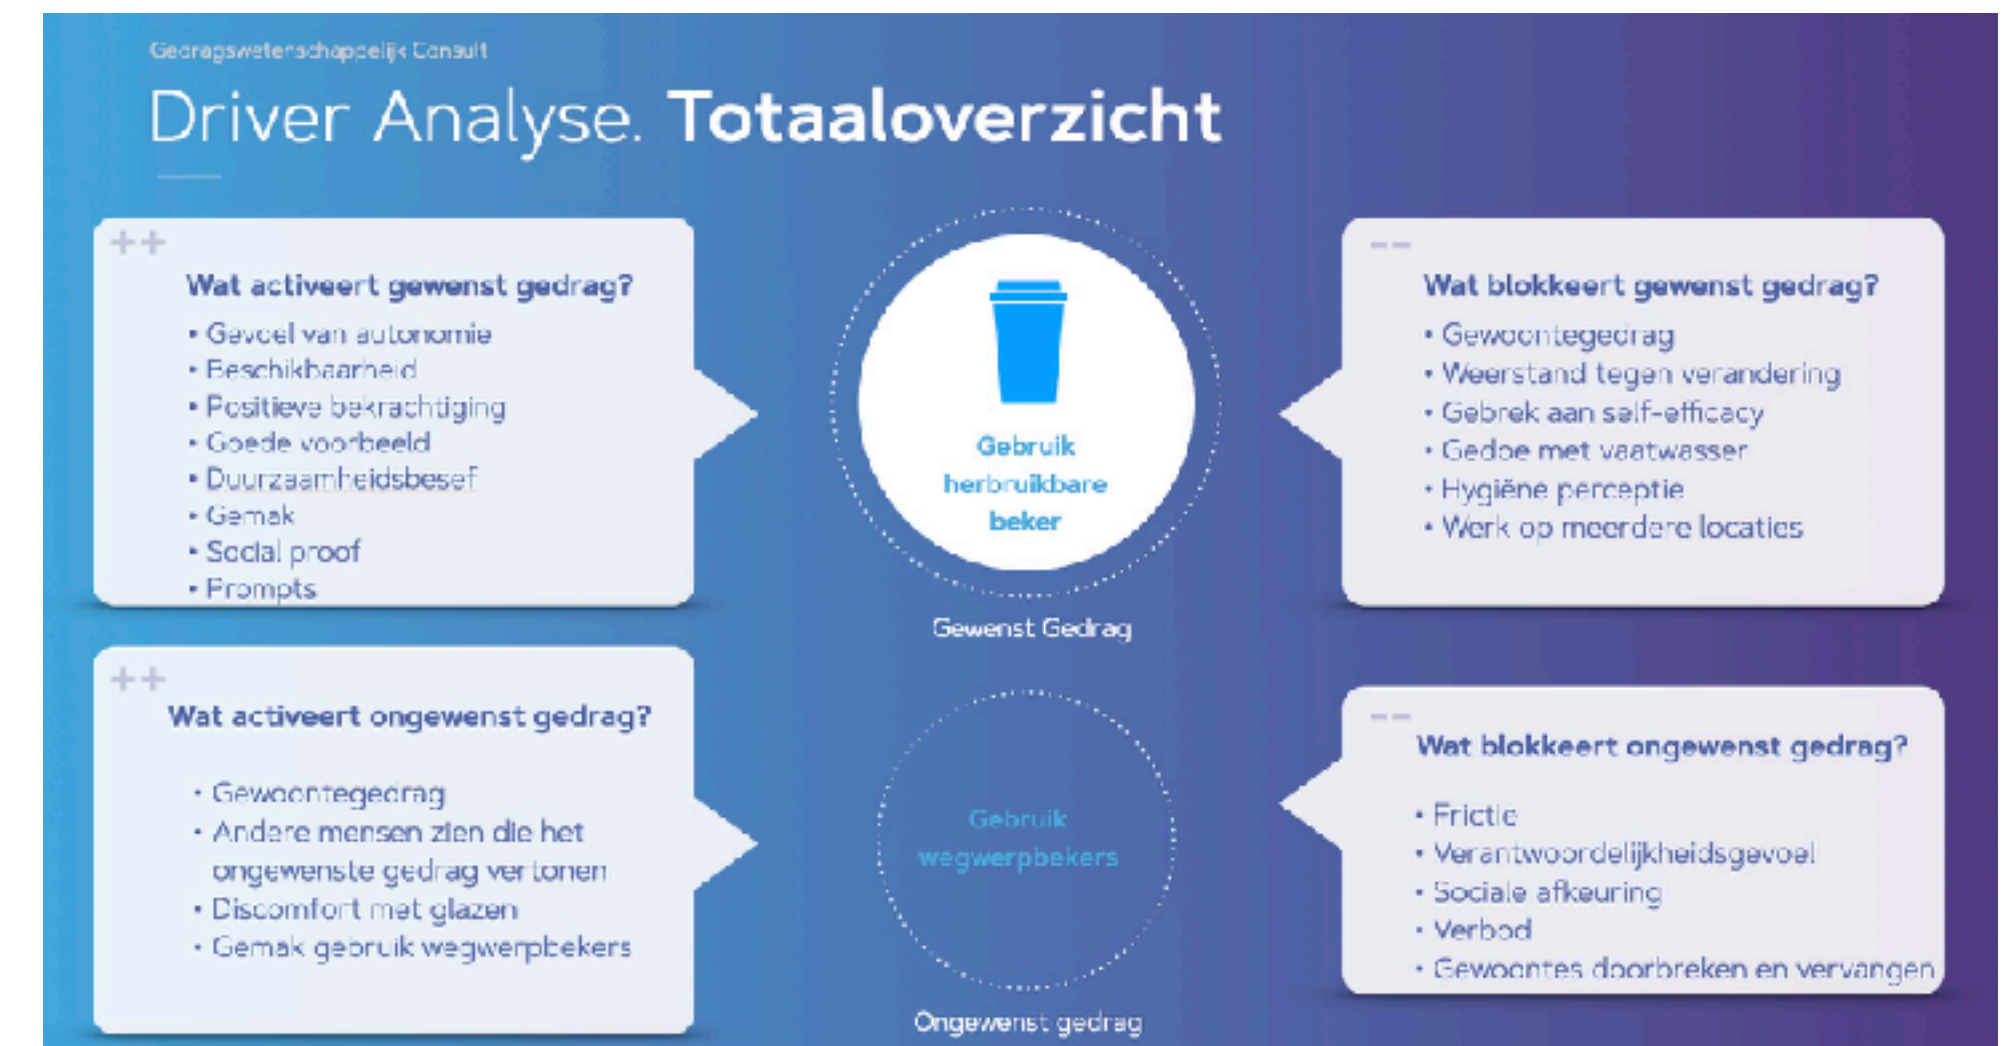 Gedragswetenschappelijk Consult
Driver Analyse. Totaaloverzicht
++
Wat activeert gewenst gedrag?
• Gevoel van autonomie
• Beschikbaarheid
• Positieve bekrachtiging
• Goede voorbeeld
• Duurzaamheidsbesef
• Gemak
• Social proof
• Prompts
Gebruik
herbruikbare
beker
Gewenst Gedrag
--
Wat blokkeert gewenst gedrag?
• Gewoontegedrag
• Weerstand tegen verandering
• Gebrek aan self-efficacy
• Gedoe met vaatwasser
• Hygiëne perceptie
• Werk op meerdere locaties
++
Wat activeert ongewenst gedrag?
• Gewoontegedrag
• Andere mensen zien die het
ongewenste gedrag vertonen
• Discomfort met glazen
• Gemak gebruik wegwerpbekers
Gebruik
wegwerpbekers
Ongewenst gedrag
--
Wat blokkeert ongewenst gedrag?
• Frictie
• Verantwoordelijkheidsgevoel
• Sociale afkeuring
• Verbod
• Gewoontes doorbreken en vervangen